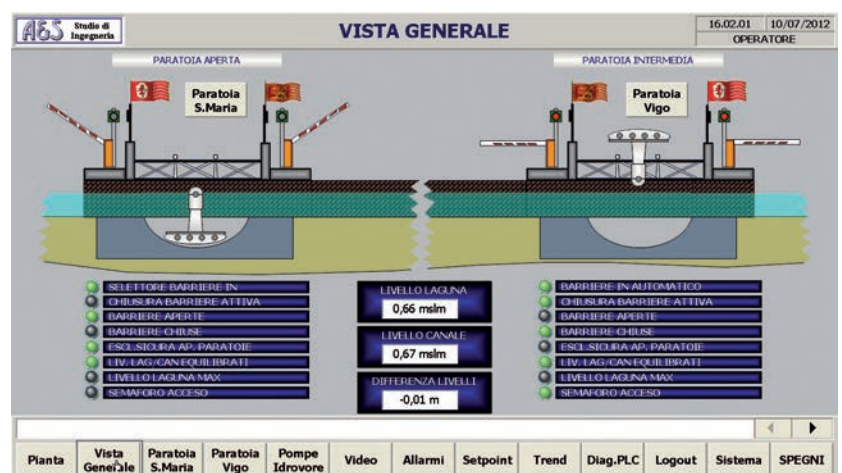 A&S Studio di
Ingegneria
VISTA GENERALE
16.02.01 10/07/2012
OPERATORE
PARATOIA APERTA
PARATOIA INTERMEDIA
Paratoia
S.Maria
Paratoia
Vigo
SELETTORE BARRIERE IN
CHIUSURA BARRIERE ATTIVA
BARRIERE APERTE
BARRIERE CHIUSE
ESCL.SICURA AP. PARATOIE
LIV. LAG/CAN EQUILIBRATI
LIVELLO LAGUNA MAX
SEMAFORO ACCESO
LIVELLO LAGUNA
0,66 mslm
LIVELLO CANALE
0,67 mslm
DIFFERENZA LIVELLI
-0,01 m
BARRIERE IN AUTOMATICO
CHIUSURA BARRIERE ATTIVA
BARRIERE APERTE
BARRIERE CHIUSE
ESCL.SICURA AP. PARATOIE
LIV. LAG/CAN EQUILIBRATI
LIVELLO LAGUNA MAX
SEMAFORO ACCESO
Pianta
Vista
Generale
Paratoia
S.Maria
Paratoia
Vigo
Pompe
Idrovore
Video
Allarmi
Setpoint
Trend
Diag.PLC
Logout
Sistema
SPEGNI